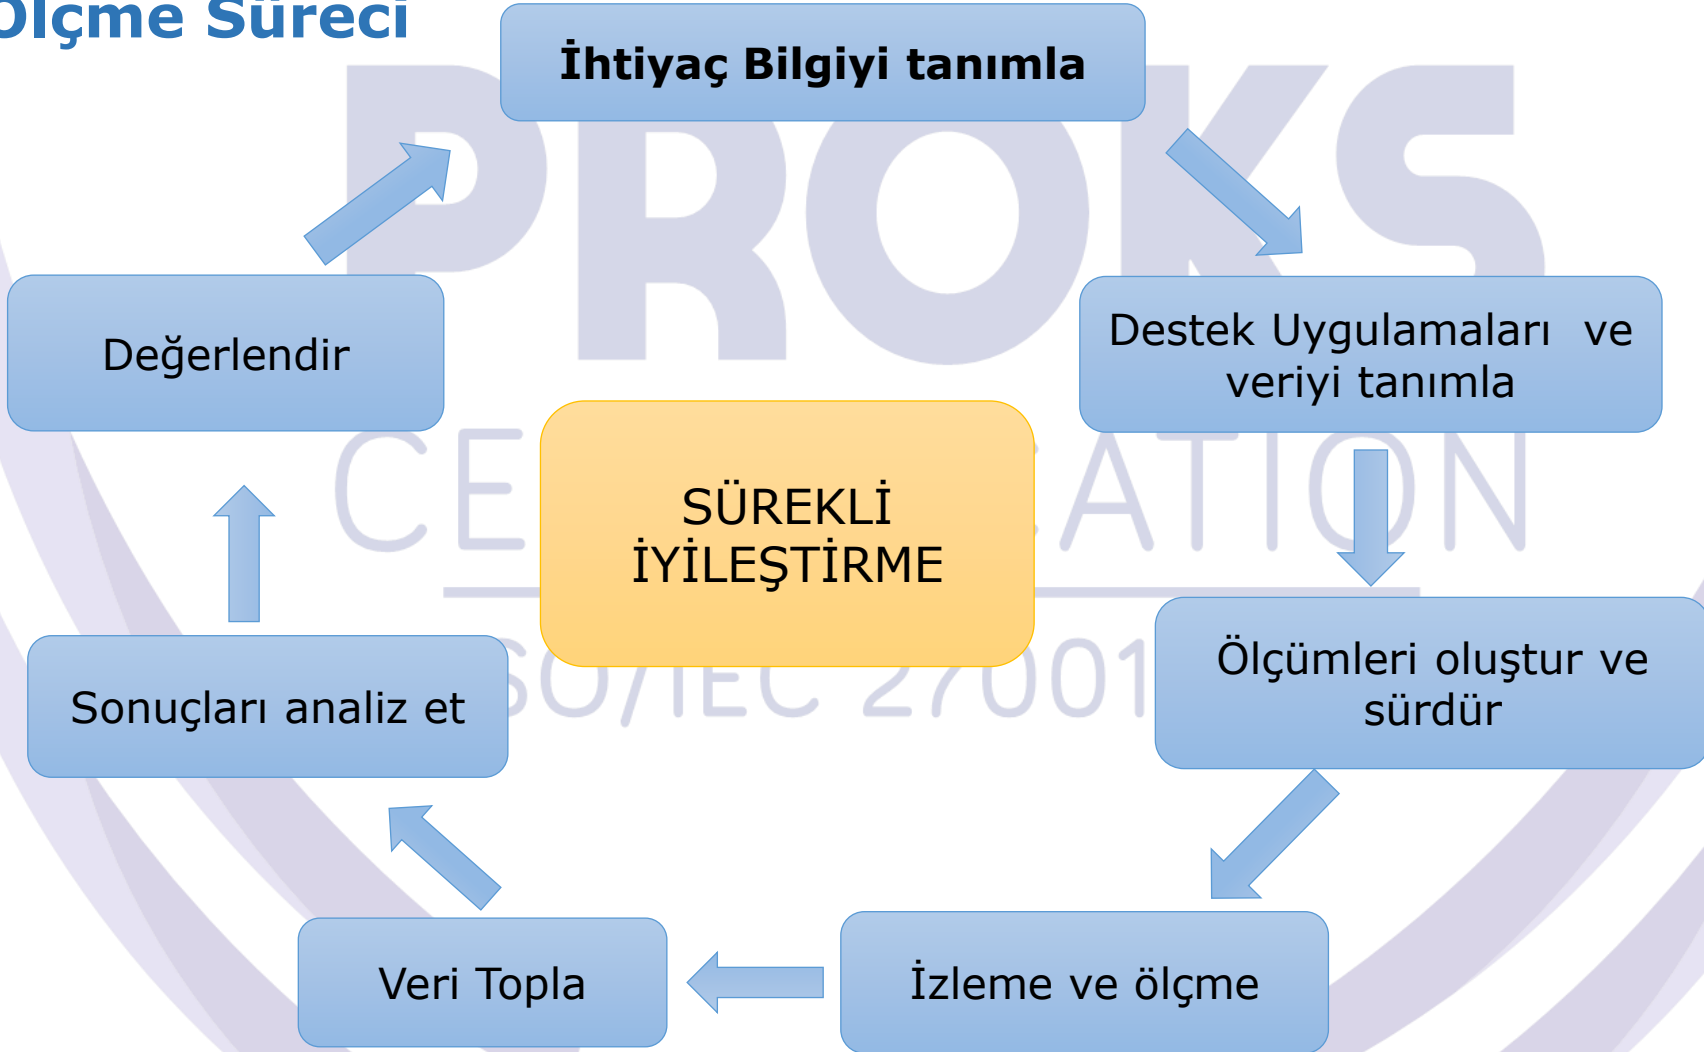 Ölçme Süreci
İhtiyaç Bilgiyi tanımla
Destek Uygulamaları ve
veriyi tanımla
Ölçümleri oluştur ve
sürdür
İzleme ve ölçme
Veri Topla
Sonuçları analiz et
Değerlendir
SÜREKLİ
İYİLEŞTİRME
PROKS